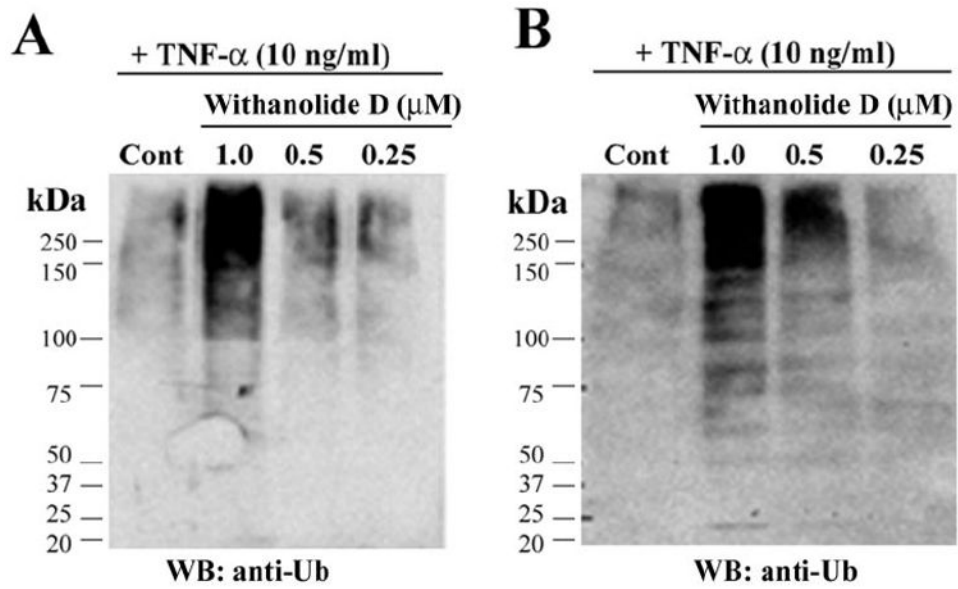 A
+ TNF-α (10 ng/ml)
Withanolide D (μM)
Cont 1.0 0.5 0.25
kDa
250
150
100
75
50
37
25
20
WB: anti-Ub
B
+ TNF-α (10 ng/ml)
Withanolide D (μM)
Cont 1.0 0.5 0.25
kDa
250
150
100
75
50
37
25
20
WB: anti-Ub